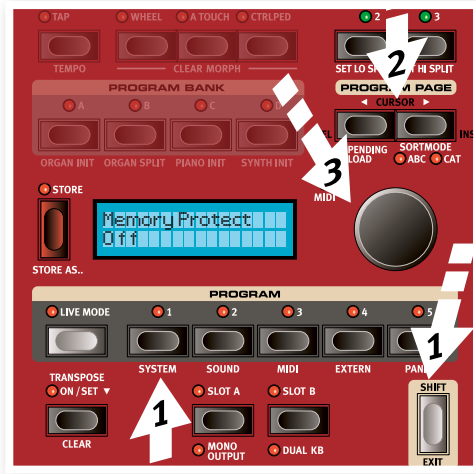 TAP WHEEL A TOUCH CTRLPED 2 3
TEMPO CLEAR MORPH SET LO HI SPLIT
2
PROGRAM BANK PROGRAM PAGE
◄ CURSOR ►
A B C
3
ORGAN INIT ORGAN SPLIT PIANO INIT SYNTH INIT
PENDING SORTMODE
LOAD ABC CAT
MIDI
STORE
Memory Protect
Off
STORE AS..
PROGRAM
LIVE MODE 1 2 3 4 5
SYSTEM SOUND MIDI EXTERN
1
TRANSPOSE
ON /SET ▼ SLOT A SLOT B SHIFT
1
CLEAR MONO OUTPUT DUAL KB EXIT